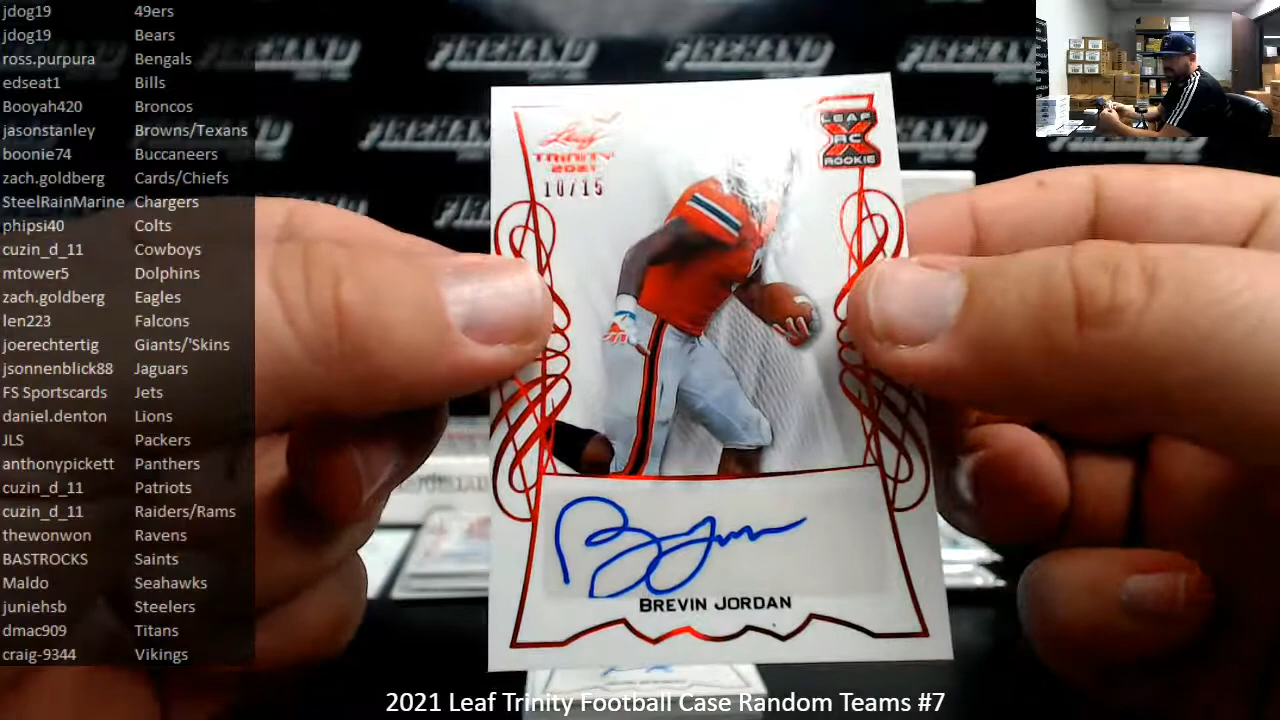 jdog19 49ers
jdog19 Bears
ross.purpura Bengals
edseat1 Bills
Booyah420 Broncos
jasonstanley Browns/Texans
boonie74 Buccaneers
zach.goldberg Cards/Chiefs
SteelRainMarine Chargers
phipsi40 Colts
cuzin_d_11 Cowboys
mtower5 Dolphins
zach.goldberg Eagles
len223 Falcons
joerechtertig Giants/'Skins
jsonnenblick88 Jaguars
FS Sportscards Jets
daniel.denton Lions
JLS Packers
anthonypickett Panthers
cuzin_d_11 Patriots
cuzin_d_11 Raiders/Rams
thewonwon Ravens
BASTROCKS Saints
Maldo Seahawks
juniehsb Steelers
dmac909 Titans
craig-9344 Vikings
FIREHAND FIREHAND FIREHAND
FIREHAND
Leaf
TRINITY
2021
10/15
LEAF
X
RC
ROOKIE
BREVIN JORDAN
2021 Leaf Trinity Football Case Random Teams #7